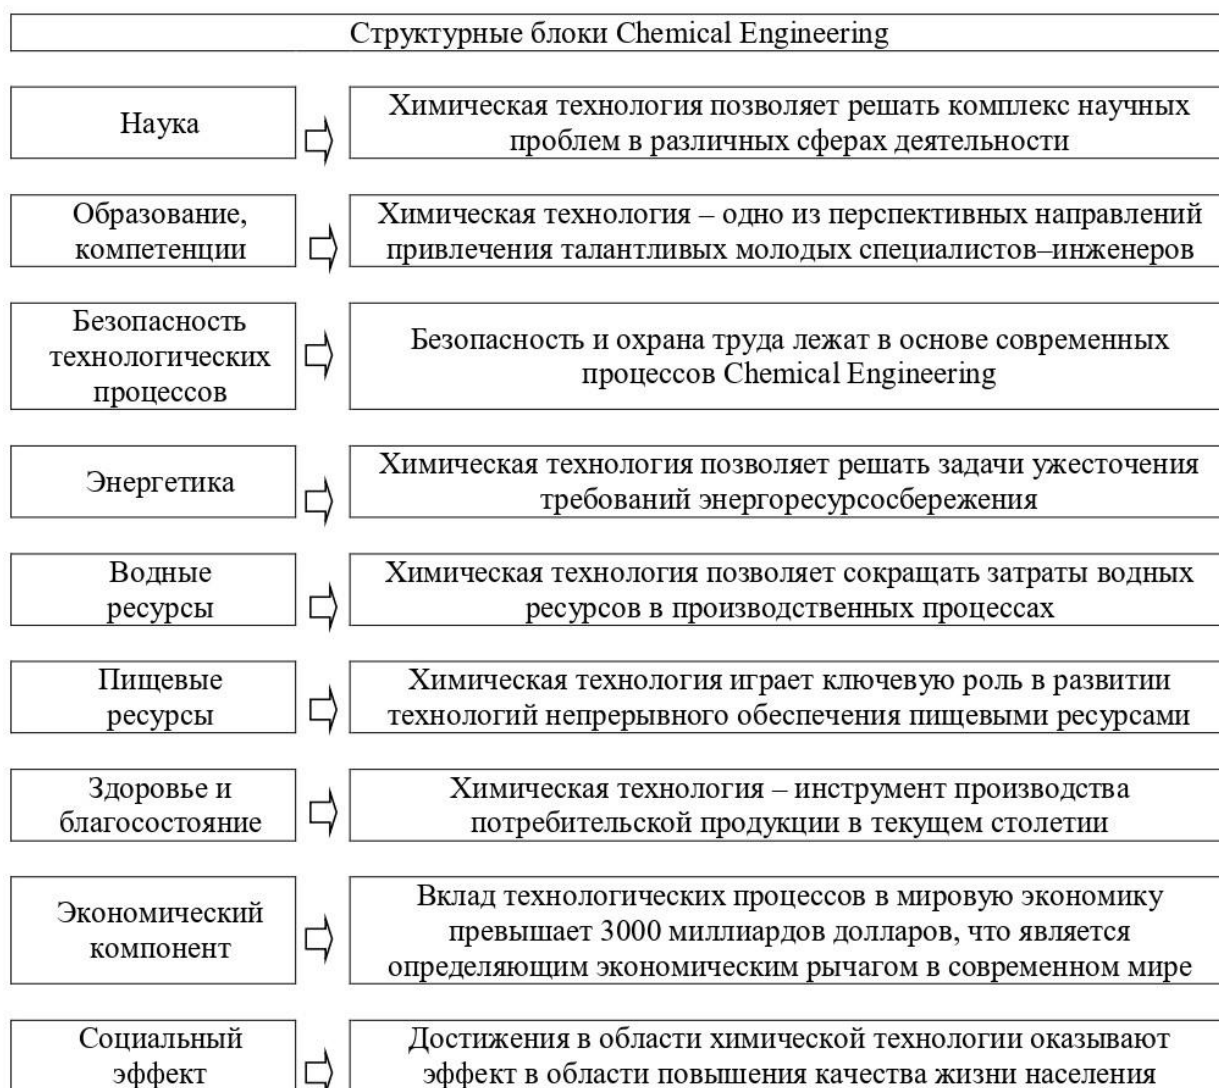 Структурные блоки Chemical Engineering
Наука
Химическая технология позволяет решать комплекс научных
проблем в различных сферах деятельности
Образование,
компетенции
Химическая технология – одно из перспективных направлений
привлечения талантливых молодых специалистов–инженеров
Безопасность
технологических
процессов
Безопасность и охрана труда лежат в основе современных
процессов Chemical Engineering
Энергетика
Химическая технология позволяет решать задачи ужесточения
требований энергоресурсосбережения
Водные
ресурсы
Химическая технология позволяет сокращать затраты водных
ресурсов в производственных процессах
Пищевые
ресурсы
Химическая технология играет ключевую роль в развитии
технологий непрерывного обеспечения пищевыми ресурсами
Здоровье и
благосостояние
Химическая технология – инструмент производства
потребительской продукции в текущем столетии
Экономический
компонент
Вклад технологических процессов в мировую экономику
превышает 3000 миллиардов долларов, что является
определяющим экономическим рычагом в современном мире
Социальный
эффект
Достижения в области химической технологии оказывают
эффект в области повышения качества жизни населения